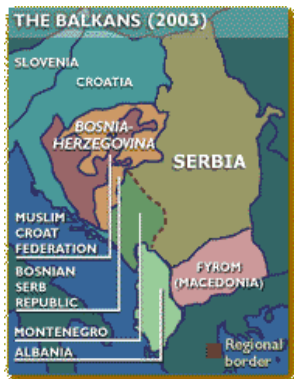 THE BALKANS (2003)
SLOVENIA
CROATIA
BOSNIA-
HERZEGOVINA
SERBIA
MUSLIM
CROAT
FEDERATION
FYROM
(MACEDONIA)
BOSNIAN
SERB
REPUBLIC
MONTENEGRO
ALBANIA
Regional
border